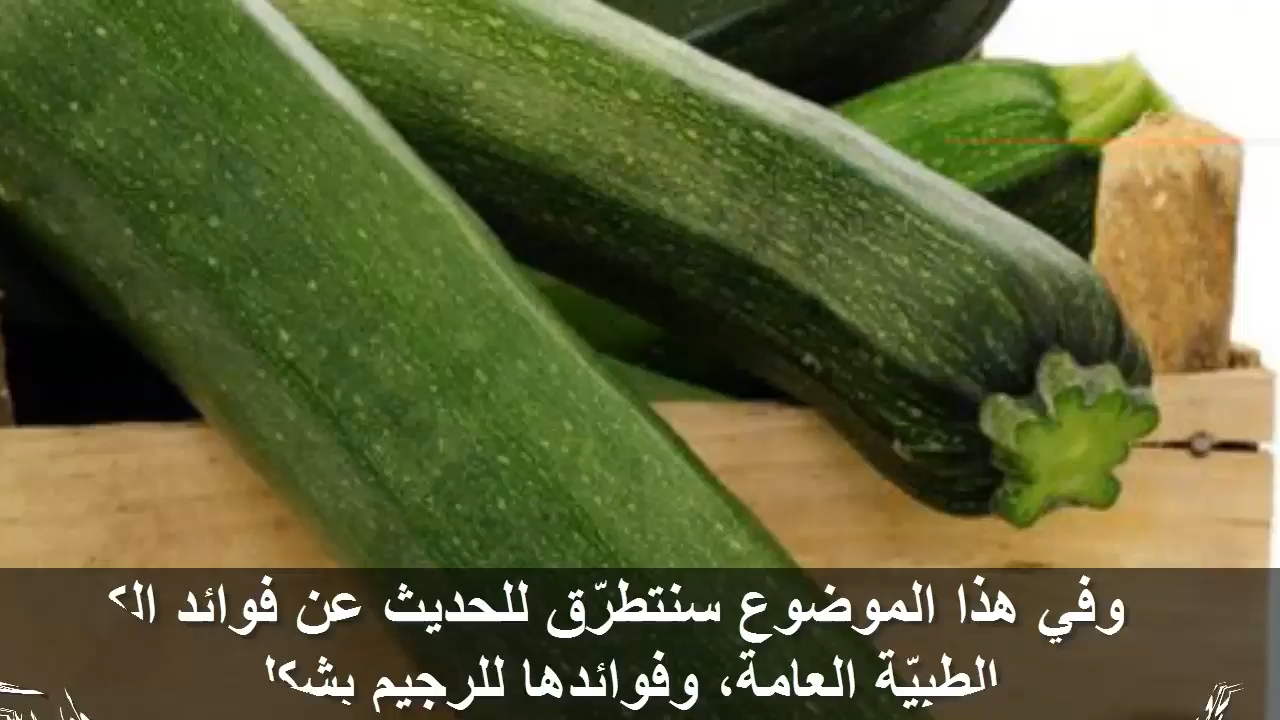 وفي هذا الموضوع سنتطرّق للحديث عن فوائد
الطبيّة العامة، وفوائدها للرجيم